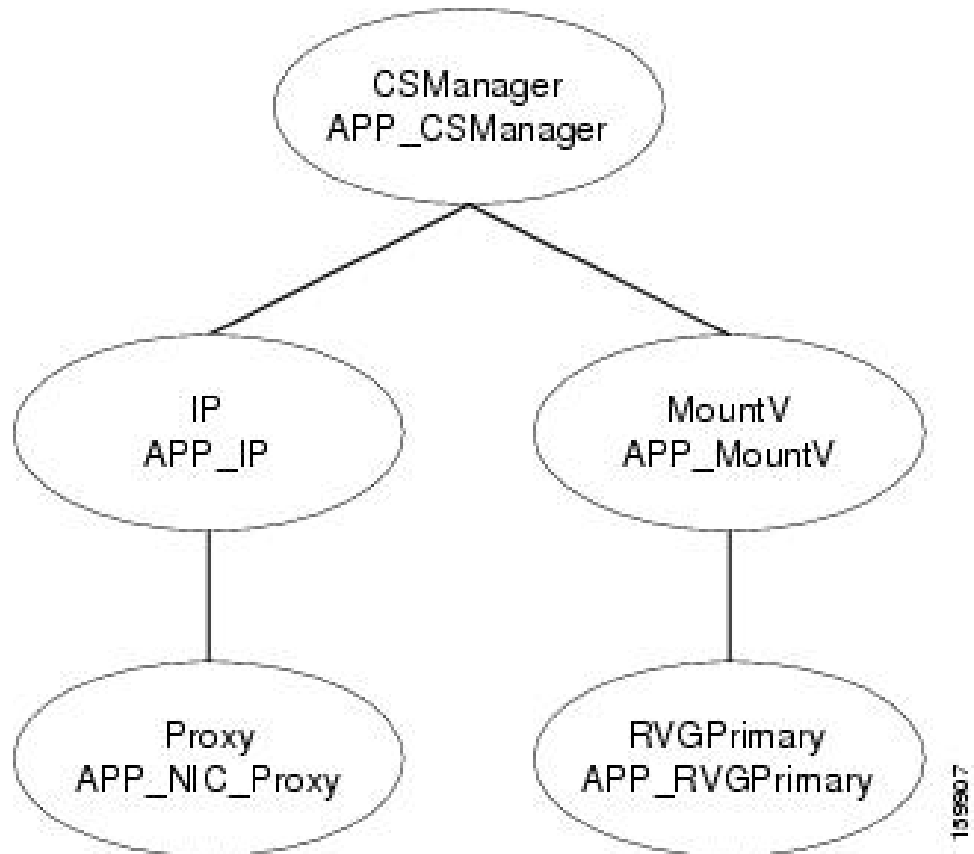 CSManager
APP_CSManager
IP
APP_IP
MountV
APP_MountV
Proxy
APP_NIC_Proxy
RVGPrimary
APP_RVGPrimary
159907